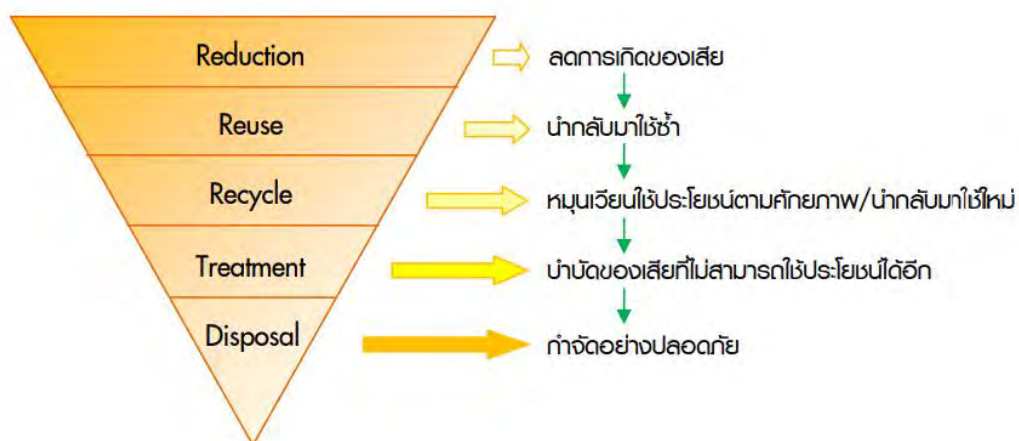 Reduction
ลดการเกิดของเสีย
Reuse
นำกลับมาใช้ซ้ำ
Recycle
หมุนเวียนใช้ประโยชน์ตามศักยภาพ/นำกลับมาใช้ใหม่
Treatment
บำบัดของเสียที่ไม่สามารถใช้ประโยชน์ได้อีก
Disposal
กำจัดอย่างปลอดภัย